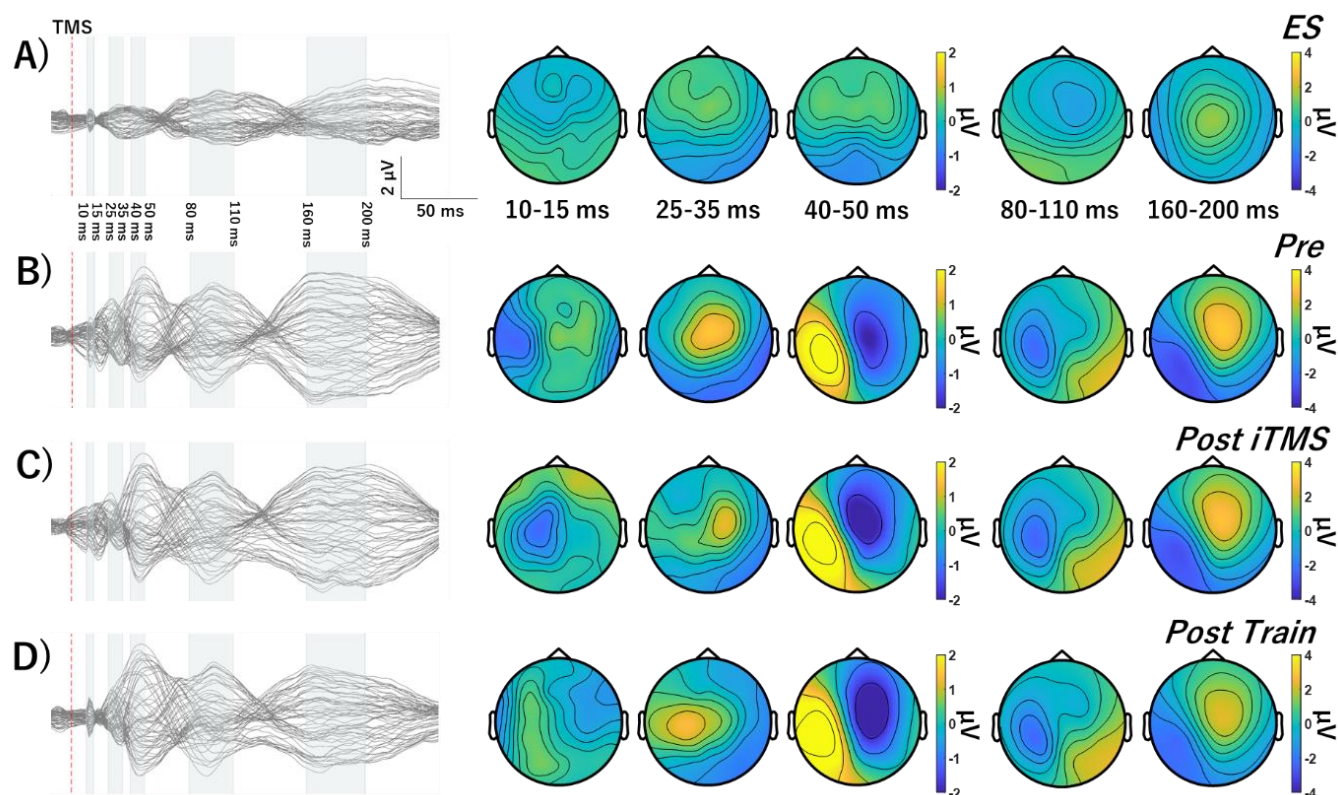 TMS
A)
ES
2 µV
50 ms
2
1
0
-1
-2
µV
4
2
0
-2
-4
µV
10 ms
15 ms
25 ms
35 ms
40 ms
50 ms
80 ms
110 ms
160 ms
200 ms
10-15 ms
25-35 ms
40-50 ms
80-110 ms
160-200 ms
B)
Pre
2
1
0
-1
-2
µV
4
2
0
-2
-4
µV
C)
Post iTMS
2
1
0
-1
-2
µV
4
2
0
-2
-4
µV
D)
Post Train
2
1
0
-1
-2
µV
4
2
0
-2
-4
µV